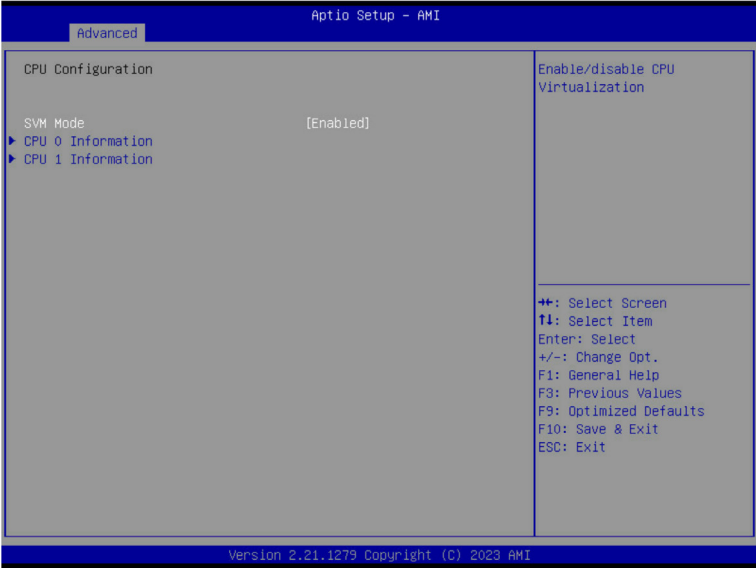 Aptio Setup – AMI
Advanced
CPU Configuration
SVM Mode [Enabled]
CPU 0 Information
CPU 1 Information
Enable/disable CPU
Virtualization
→←: Select Screen
↑↓: Select Item
Enter: Select
+/-: Change Opt.
F1: General Help
F3: Previous Values
F9: Optimized Defaults
F10: Save & Exit
ESC: Exit
Version 2.21.1279 Copyright (C) 2023 AMI